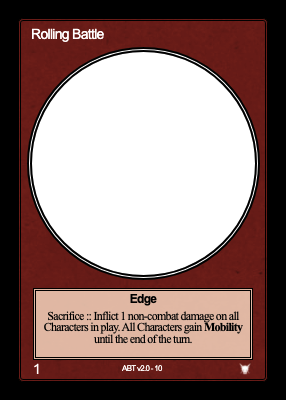 Rolling Battle
Edge
Sacrifice :: Inflict 1 non-combat damage on all
Characters in play. All Characters gain Mobility
until the end of the turn.
1
ABT v2.0 - 10